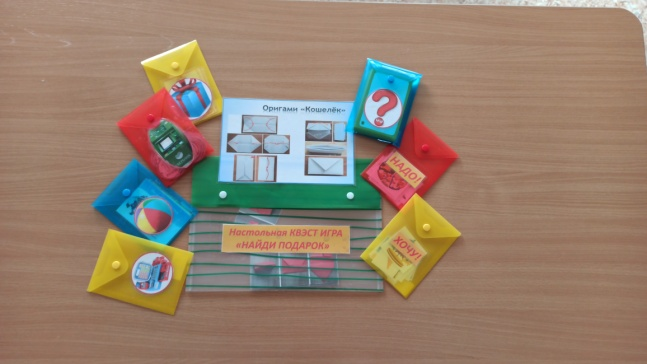 Оригами «Кошелёк»
?
НАДО!
ХОЧУ!
Настольная КВЭСТ ИГРА
«НАЙДИ ПОДАРОК»